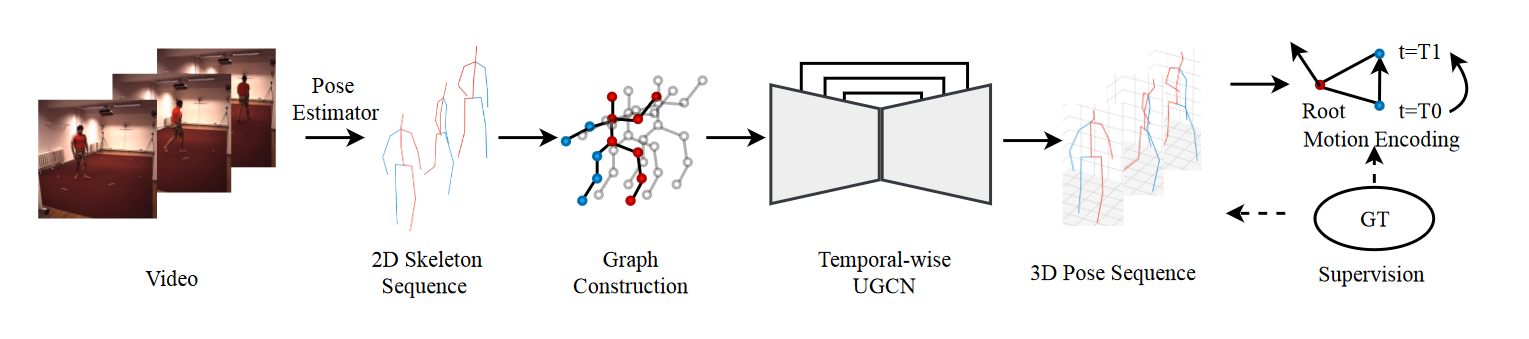 Pose
Estimator
Video
2D Skeleton
Sequence
Graph
Construction
Temporal-wise
UGCN
3D Pose Sequence
t=T1
Root
t=T0
Motion Encoding
GT
Supervision